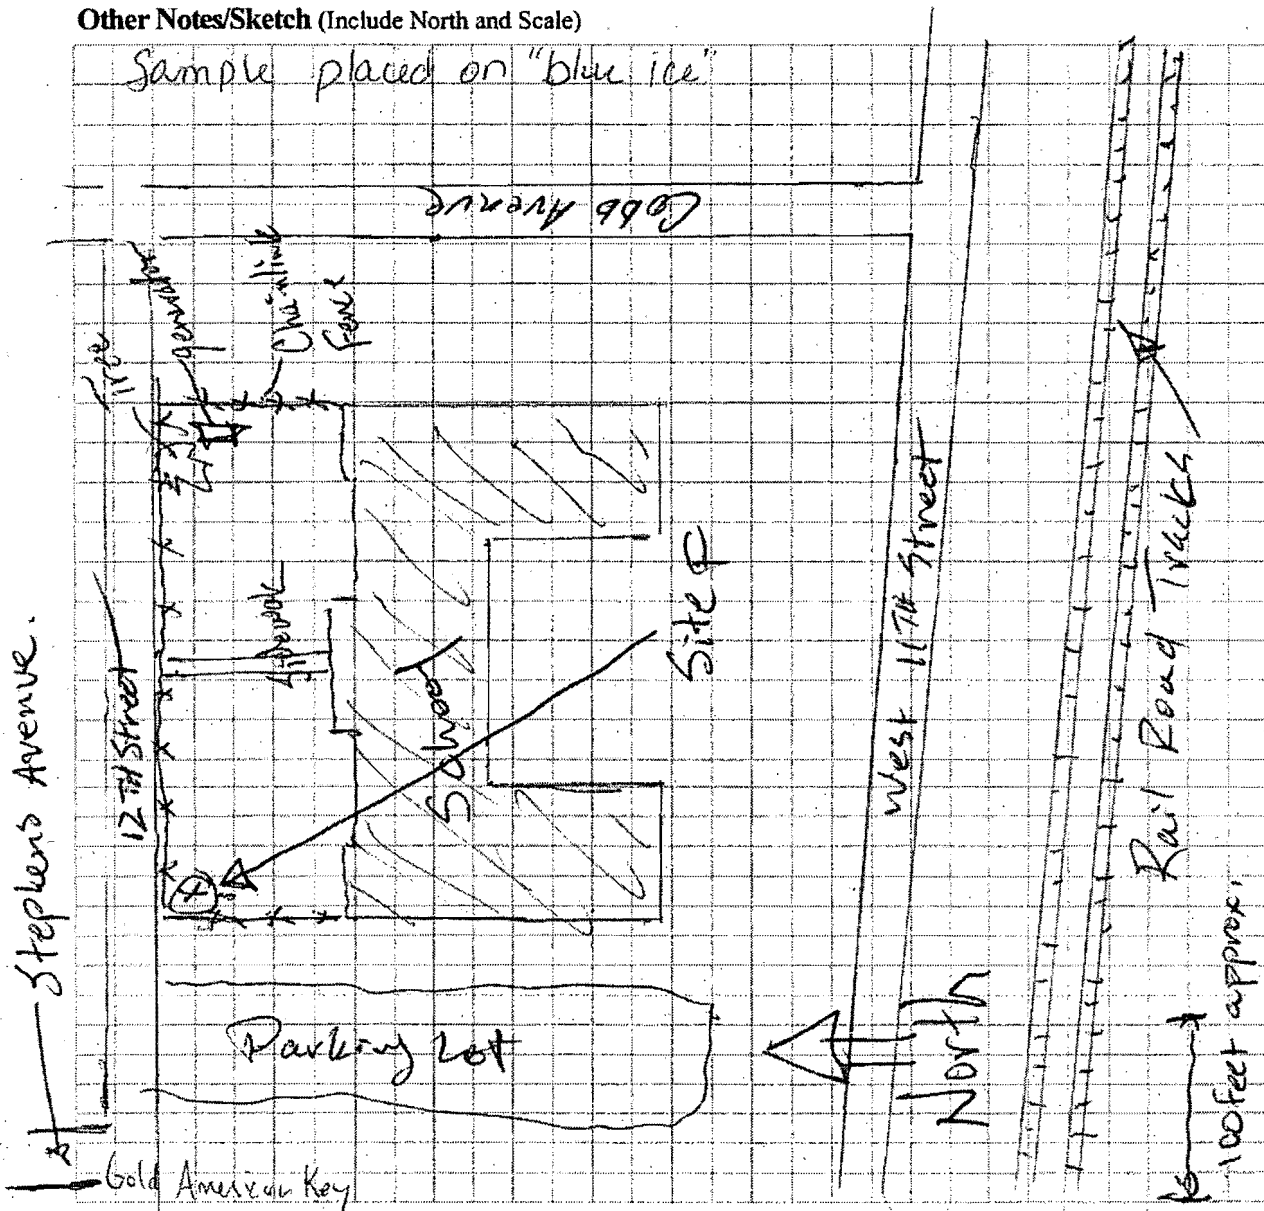 Other Notes/Sketch (Include North and Scale)
Sample placed on "blue ice"
Cobb Avenue
Tree
generator
Chainlink
Fence
Stephens Avenue.
12TH Street
Sidewalk
School
Site P
West 11TH Street
Rail Road Tracks
Parking Lot
North
100 feet approx.
Gold American Key